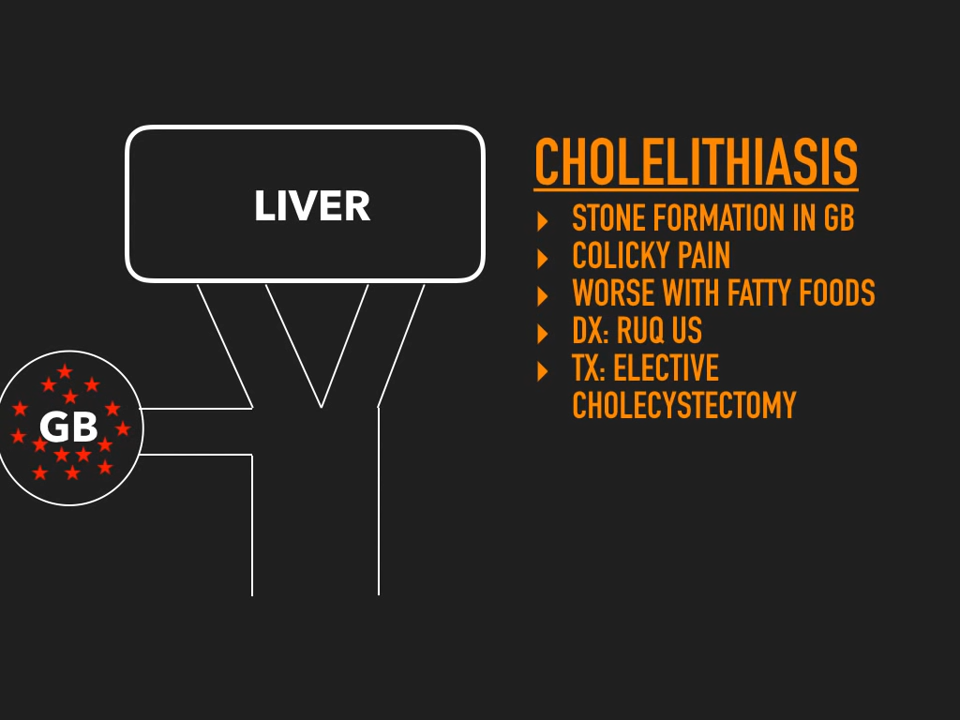 LIVER
GB
CHOLELITHIASIS
▸ STONE FORMATION IN GB
▸ COLICKY PAIN
▸ WORSE WITH FATTY FOODS
▸ DX: RUQ US
▸ TX: ELECTIVE
CHOLECYSTECTOMY